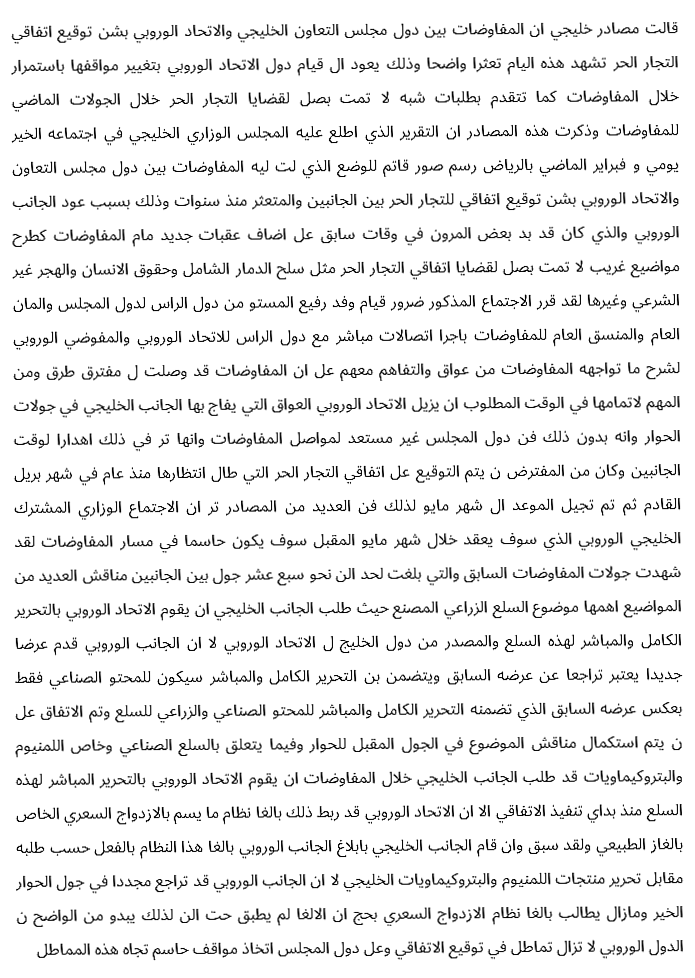 قالت مصادر خليجي ان المفاوضات بين دول مجلس التعاون الخليجي والاتحاد الوروبي بشن توقيع اتفاقي
التجار الحر تشهد هذه اليام تعثرا واضحا وذلك يعود ال قيام دول الاتحاد الوروبي بتغيير مواقفها باستمرار
خلال المفاوضات كما تتقدم بطلبات شبه لا تمت بصل لقضايا التجار الحر خلال الجولات الماضي
للمفاوضات وذكرت هذه المصادر ان التقرير الذي اطلع عليه المجلس الوزاري الخليجي في اجتماعه الخير
يومي و فبراير الماضي بالرياض رسم صور قاتم للوضع الذي لت ليه المفاوضات بين دول مجلس التعاون
والاتحاد الوروبي بشن توقيع اتفاقي للتجار الحر بين الجانبين والمتعثر منذ سنوات وذلك بسبب عود الجانب
الوروبي والذي كان قد بد بعض المرون في وقات سابق عل اضاف عقبات جديد مام المفاوضات كطرح
مواضيع غريب لا تمت بصل لقضايا اتفاقي التجار الحر مثل سلح الدمار الشامل وحقوق الانسان والهجر غير
الشرعي وغيرها لقد قرر الاجتماع المذكور ضرور قيام وفد رفيع المستو من دول الراس لدول المجلس والمان
العام والمنسق العام للمفاوضات باجرا اتصالات مباشر مع دول الراس للاتحاد الوروبي والمفوضي الوروبي
لشرح ما تواجهه المفاوضات من عواق والتفاهم معهم عل ان المفاوضات قد وصلت ل مفترق طرق ومن
المهم لاتمامها في الوقت المطلوب ان يزيل الاتحاد الوروبي العواق التي يفاج بها الجانب الخليجي في جولات
الحوار وانه بدون ذلك فن دول المجلس غير مستعد لمواصل المفاوضات وانها تر في ذلك اهدارا لوقت
الجانبين وكان من المفترض ن يتم التوقيع عل اتفاقي التجار الحر التي طال انتظارها منذ عام في شهر بريل
القادم ثم تم تجيل الموعد ال شهر مايو لذلك فن العديد من المصادر تر ان الاجتماع الوزاري المشترك
الخليجي الوروبي الذي سوف يعقد خلال شهر مايو المقبل سوف يكون حاسما في مسار المفاوضات لقد
شهدت جولات المفاوضات السابق والتي بلغت لحد الن نحو سبع عشر جول بين الجانبين مناقش العديد من
المواضيع اهمها موضوع السلع الزراعي المصنع حيث طلب الجانب الخليجي ان يقوم الاتحاد الوروبي بالتحرير
الكامل والمباشر لهذه السلع والمصدر من دول الخليج ل الاتحاد الوروبي لا ان الجانب الوروبي قدم عرضا
جديدا يعتبر تراجعا عن عرضه السابق ويتضمن بن التحرير الكامل والمباشر سيكون للمحتو الصناعي فقط
بعكس عرضه السابق الذي تضمنه التحرير الكامل والمباشر للمحتو الصناعي والزراعي للسلع وتم الاتفاق عل
ن يتم استكمال مناقش الموضوع في الجول المقبل للحوار وفيما يتعلق بالسلع الصناعي وخاص اللمنيوم
والبتروكيماويات قد طلب الجانب الخليجي خلال المفاوضات ان يقوم الاتحاد الوروبي بالتحرير المباشر لهذه
السلع منذ بداي تنفيذ الاتفاقي الا ان الاتحاد الوروبي قد ربط ذلك بالغا نظام ما يسم بالازدواج السعري الخاص
بالغاز الطبيعي ولقد سبق وان قام الجانب الخليجي بابلاغ الجانب الوروبي بالغا هذا النظام بالفعل حسب طلبه
مقابل تحرير منتجات اللمنيوم والبتروكيماويات الخليجي لا ان الجانب الوروبي قد تراجع مجددا في جول الحوار
الخير ومازال يطالب بالغا نظام الازدواج السعري بحج ان الالغا لم يطبق حت الن لذلك يبدو من الواضح ن
الدول الوروبي لا تزال تماطل في توقيع الاتفاقي وعل دول المجلس اتخاذ مواقف حاسم تجاه هذه المماطل